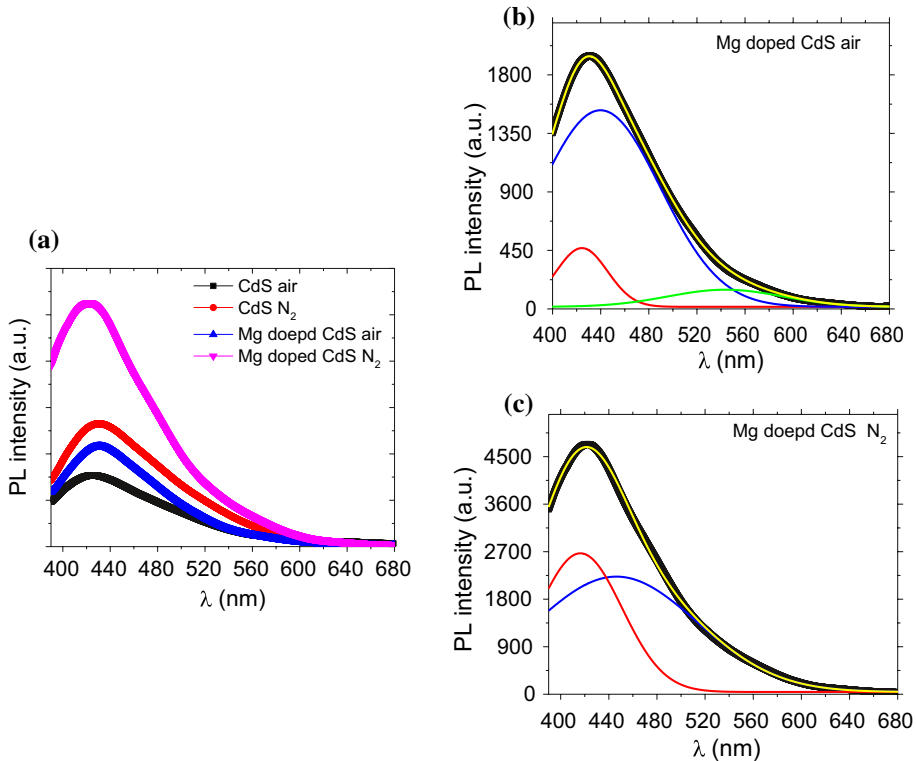 (a)
PL intensity (a.u.)
CdS air
CdS N₂
Mg doepd CdS air
Mg doped CdS N₂
400 440 480 520 560 600 640 680
λ (nm)
(b)
Mg doped CdS air
PL intensity (a.u.)
1800
1350
900
450
0
400 440 480 520 560 600 640 680
λ (nm)
(c)
Mg doepd CdS N₂
PL intensity (a.u.)
4500
3600
2700
1800
900
0
400 440 480 520 560 600 640 680
λ (nm)